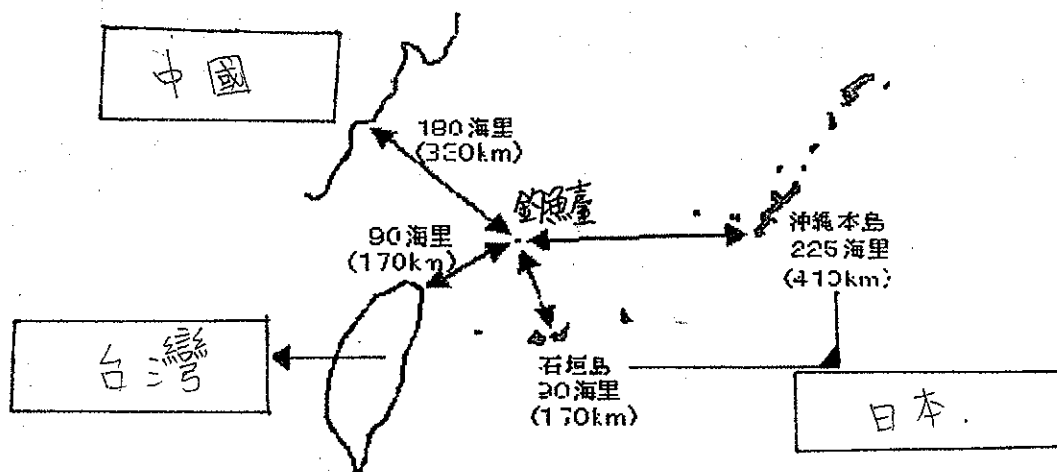 中國
180海里
(330km)
釣魚臺
90海里
(170km)
沖繩本島
225海里
(410km)
台灣
石垣島
90海里
(170km)
日本.